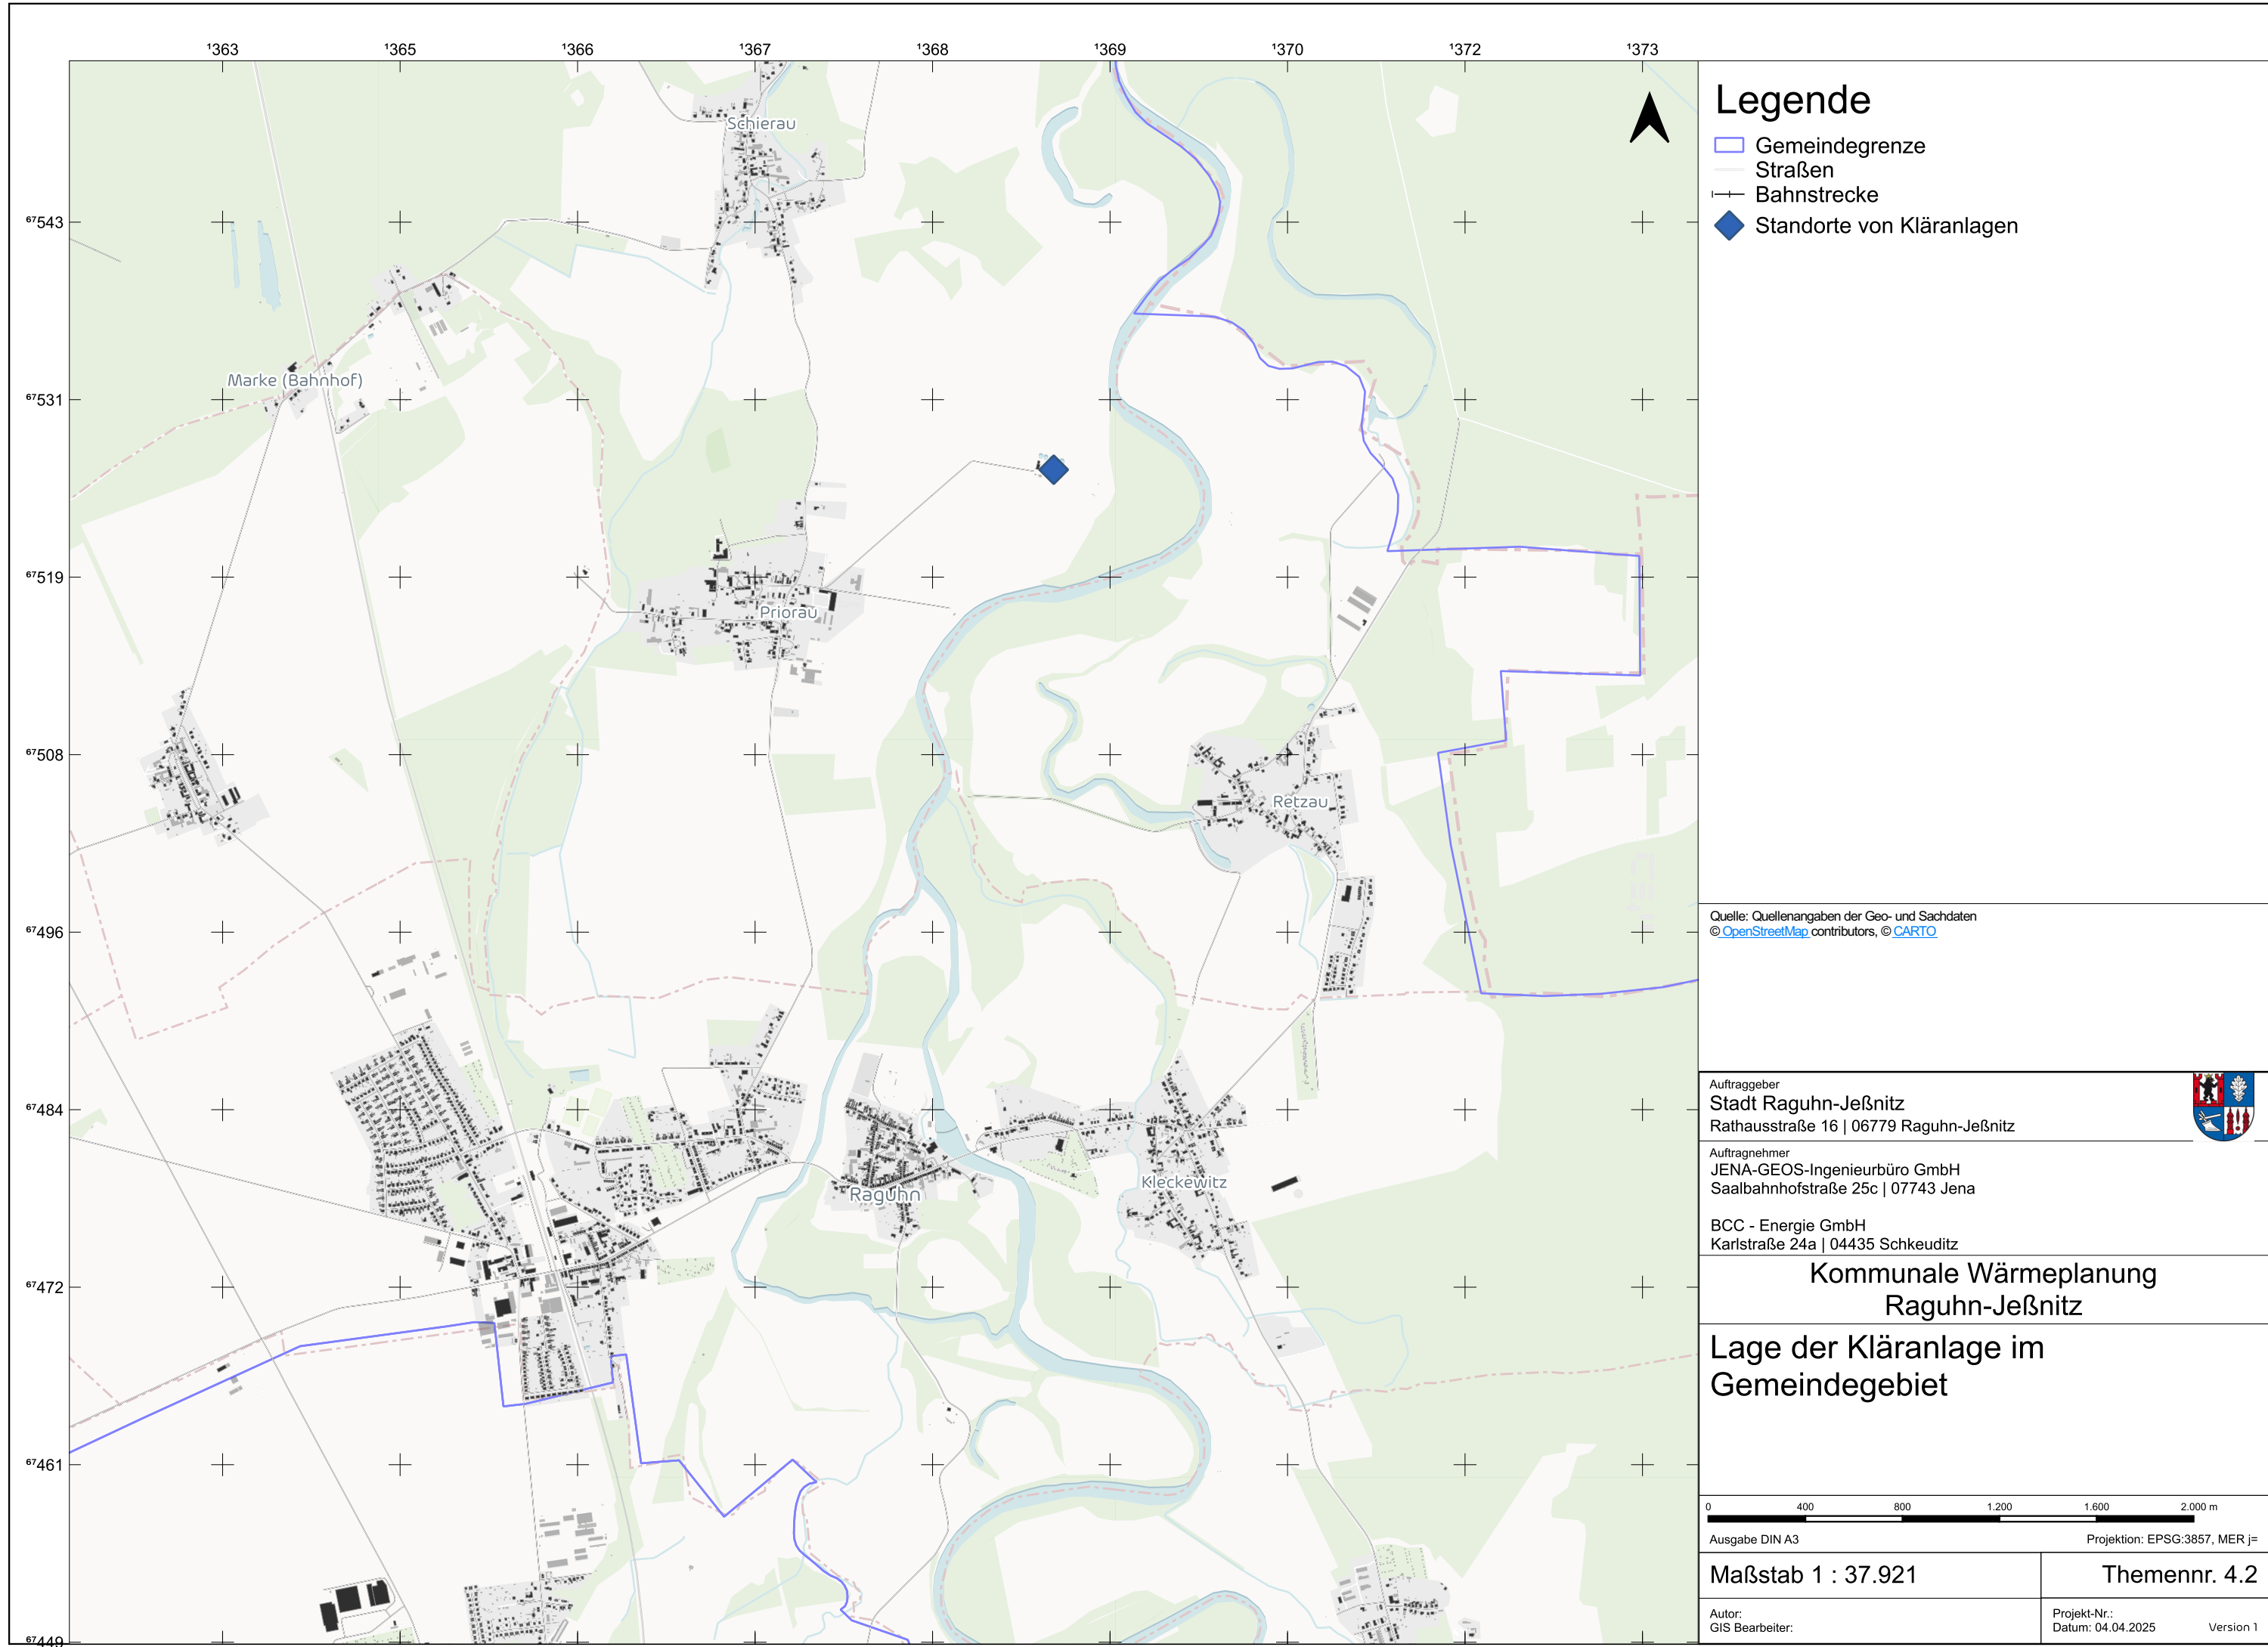 ¹363 ¹365 ¹366 ¹367 ¹368 ¹369 ¹370 ¹372 ¹373
⁶⁷543
⁶⁷531
⁶⁷519
⁶⁷508
⁶⁷496
⁶⁷484
⁶⁷472
⁶⁷461
⁶⁷449
Schierau
Marke (Bahnhof)
Priorau
Retzau
Raguhn
Kleckewitz
Legende
Gemeindegrenze
Straßen
Bahnstrecke
Standorte von Kläranlagen
Quelle: Quellenangaben der Geo- und Sachdaten
© OpenStreetMap contributors, © CARTO
Auftraggeber
Stadt Raguhn-Jeßnitz
Rathausstraße 16 | 06779 Raguhn-Jeßnitz
Auftragnehmer
JENA-GEOS-Ingenieurbüro GmbH
Saalbahnhofstraße 25c | 07743 Jena
BCC - Energie GmbH
Karlstraße 24a | 04435 Schkeuditz
Kommunale Wärmeplanung
Raguhn-Jeßnitz
Lage der Kläranlage im
Gemeindegebiet
0 400 800 1.200 1.600 2.000 m
Ausgabe DIN A3 Projektion: EPSG:3857, MER j=
Maßstab 1 : 37.921 Themennr. 4.2
Autor:
GIS Bearbeiter:
Projekt-Nr.:
Datum: 04.04.2025 Version 1